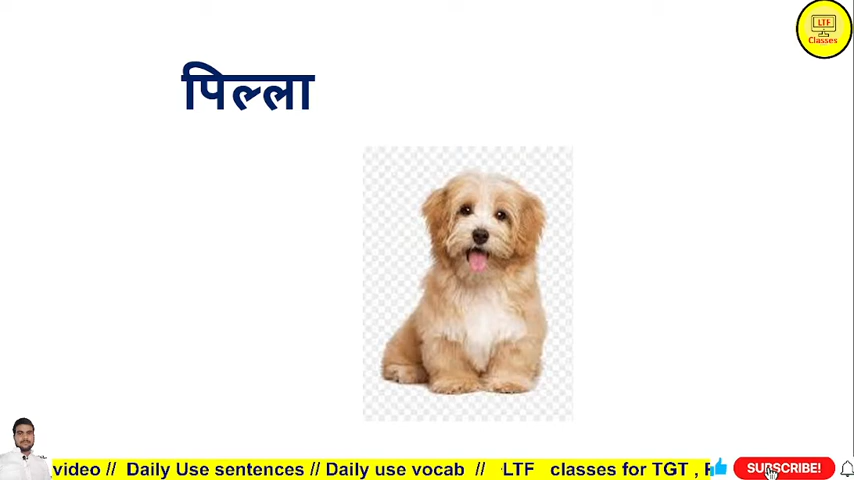 LTF
Classes
पिल्ला
video // Daily Use sentences // Daily use vocab // LTF classes for TGT ,
SUBSCRIBE!